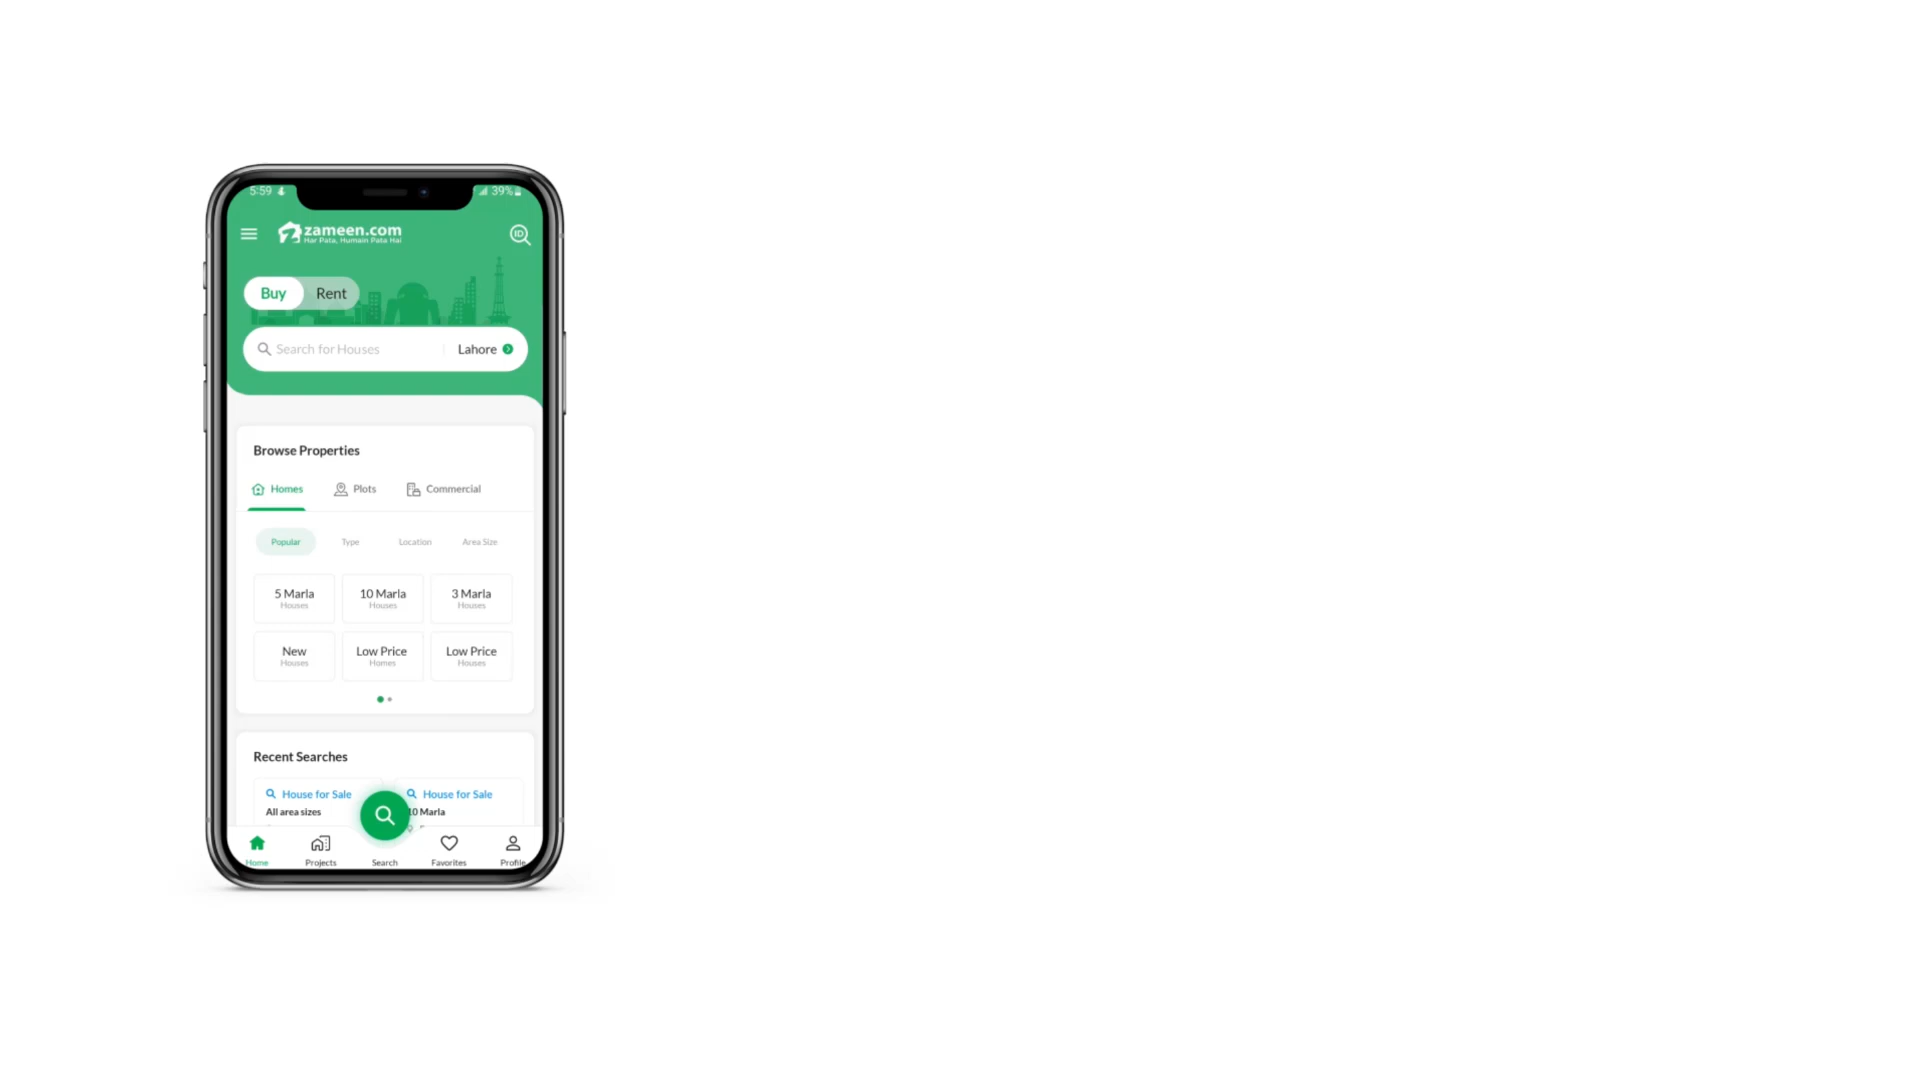 5:59 39%
zameen.com
Har Pata, Humain Pata Hai
ID
Buy Rent
Search for Houses Lahore
Browse Properties
Homes Plots Commercial
Popular Type Location Area Size
5 Marla 10 Marla 3 Marla
Houses Houses Houses
New Low Price Low Price
Houses Homes Houses
Recent Searches
House for Sale House for Sale
All area sizes 10 Marla
Home Projects Search Favorites Profile